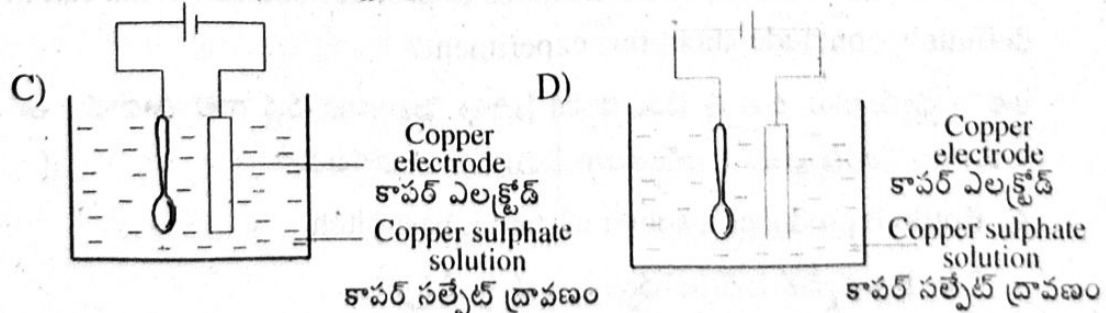 C)
Copper
electrode
కాపర్ ఎలక్ట్రోడ్
Copper sulphate
solution
కాపర్ సల్ఫేట్ ద్రావణం
D)
Copper
electrode
కాపర్ ఎలక్ట్రోడ్
Copper sulphate
solution
కాపర్ సల్ఫేట్ ద్రావణం